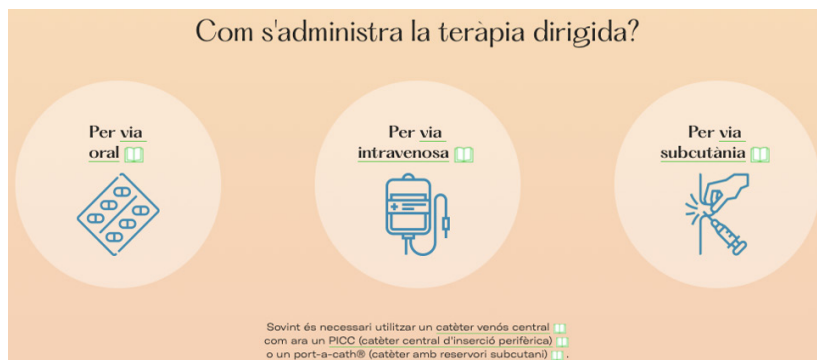 Com s'administra la teràpia dirigida?
Per via
oral
Per via
intravenosa
Per via
subcutània
Sovint és necessari utilitzar un catèter venós central
com ara un PICC (catèter central d'inserció perifèrica)
o un port-a-cath® (catèter amb reservori subcutani).